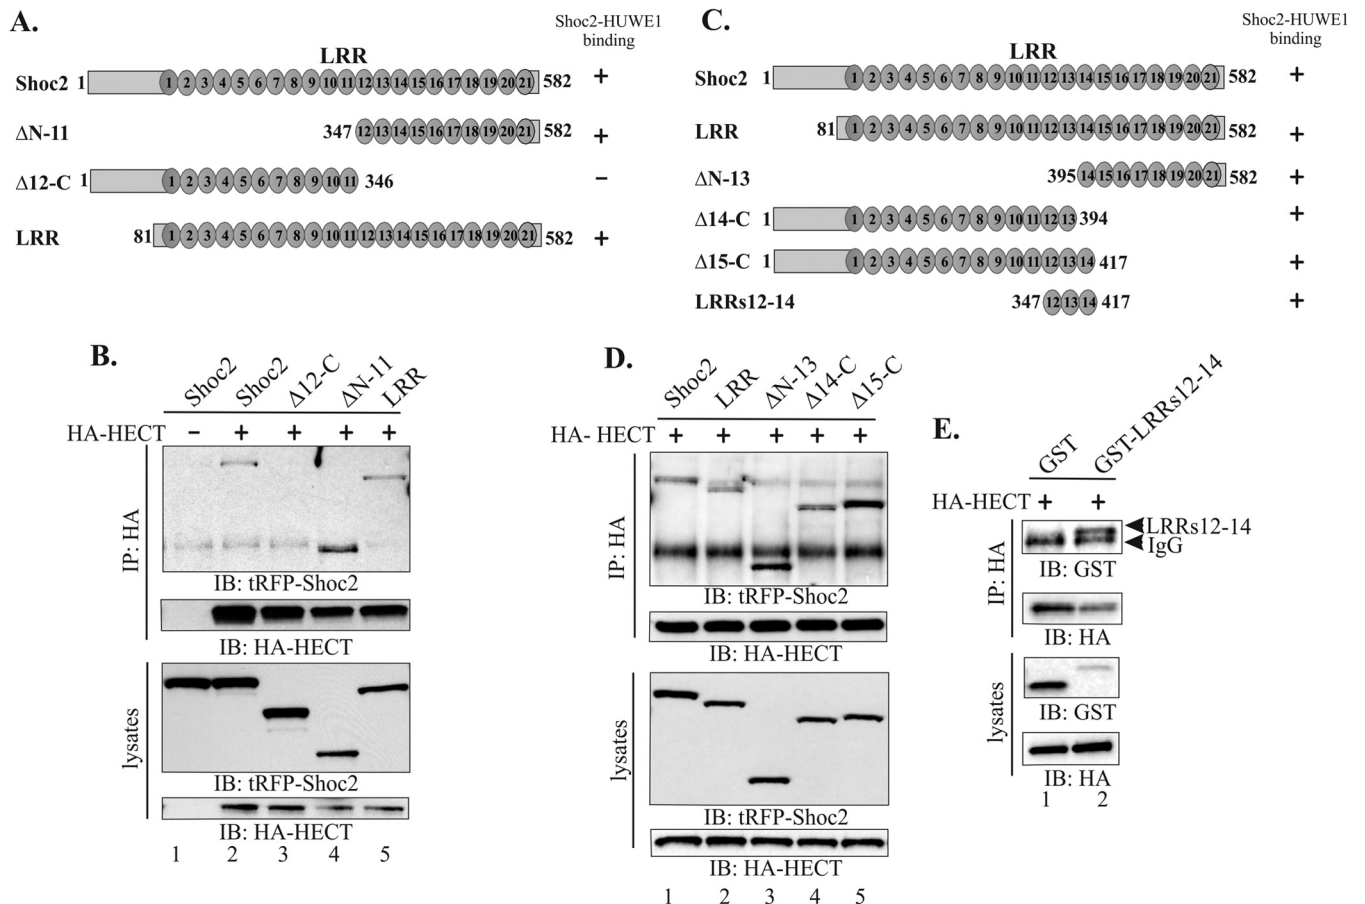 A.
Shoc2-HUWE1
binding
LRR
Shoc2 1 1 2 3 4 5 6 7 8 9 10 11 12 13 14 15 16 17 18 19 20 21 582 +
ΔN-11 347 12 13 14 15 16 17 18 19 20 21 582 +
Δ12-C 1 1 2 3 4 5 6 7 8 9 10 11 346 –
LRR 81 1 2 3 4 5 6 7 8 9 10 11 12 13 14 15 16 17 18 19 20 21 582 +
C.
Shoc2-HUWE1
binding
LRR
Shoc2 1 1 2 3 4 5 6 7 8 9 10 11 12 13 14 15 16 17 18 19 20 21 582 +
LRR 81 1 2 3 4 5 6 7 8 9 10 11 12 13 14 15 16 17 18 19 20 21 582 +
ΔN-13 395 14 15 16 17 18 19 20 21 582 +
Δ14-C 1 1 2 3 4 5 6 7 8 9 10 11 12 13 394 +
Δ15-C 1 1 2 3 4 5 6 7 8 9 10 11 12 13 14 417 +
LRRs12-14 347 12 13 14 417 +
B.
Shoc2 Shoc2 Δ12-C ΔN-11 LRR
HA-HECT – + + + +
IP: HA
IB: tRFP-Shoc2
IB: HA-HECT
lysates
IB: tRFP-Shoc2
IB: HA-HECT
1 2 3 4 5
D.
Shoc2 LRR ΔN-13 Δ14-C Δ15-C
HA- HECT + + + + +
IP: HA
IB: tRFP-Shoc2
IB: HA-HECT
lysates
IB: tRFP-Shoc2
IB: HA-HECT
1 2 3 4 5
E.
GST GST-LRRs12-14
HA-HECT + +
IP: HA
LRRs12-14
IgG
IB: GST
IB: HA
lysates
IB: GST
IB: HA
1 2